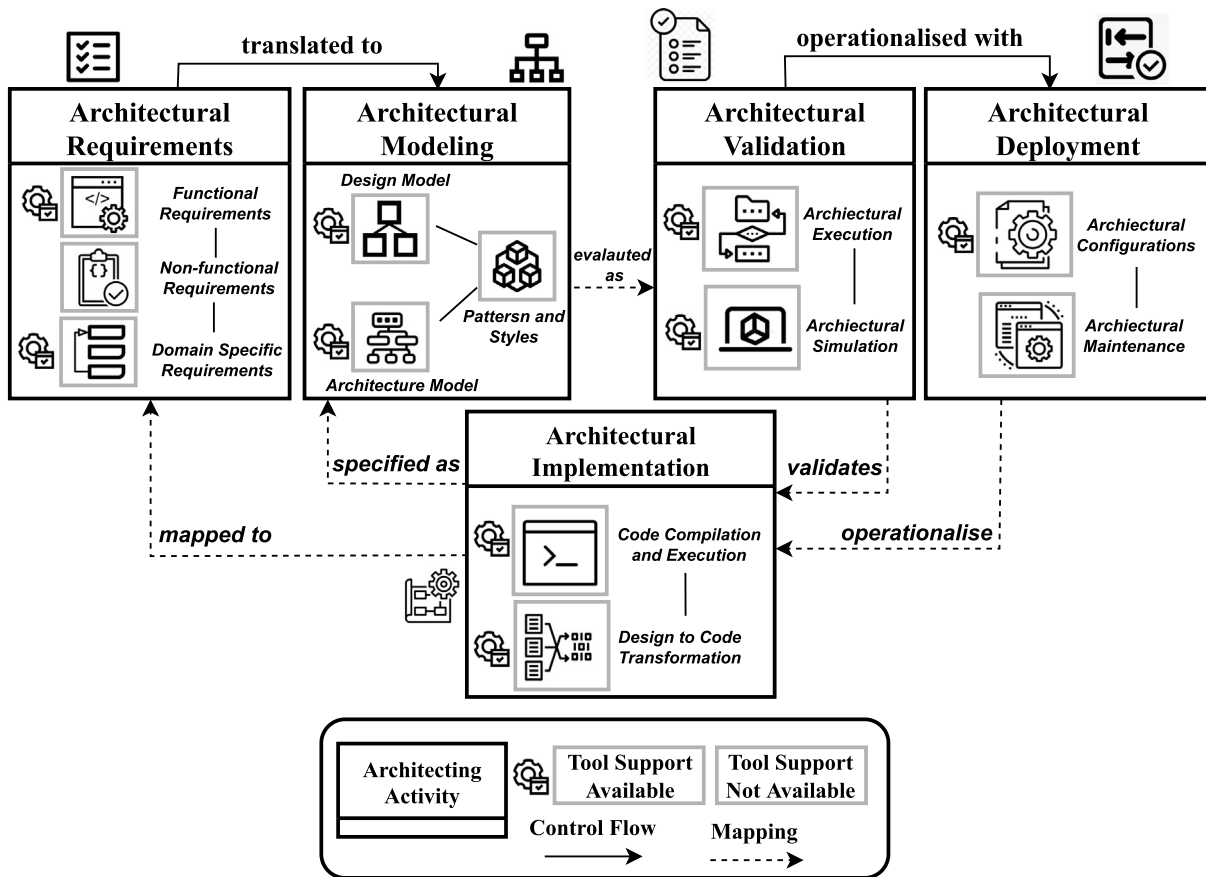 translated to
operationalised with
Architectural
Requirements
Functional
Requirements
Non-functional
Requirements
Domain Specific
Requirements
Architectural
Modeling
Design Model
Pattersn and
Styles
Architecture Model
evalauted
as
Architectural
Validation
Archiectural
Execution
Archiectural
Simulation
Architectural
Deployment
Archiectural
Configurations
Archiectural
Maintenance
specified as
mapped to
validates
operationalise
Architectural
Implementation
Code Compilation
and Execution
Design to Code
Transformation
Architecting
Activity
Tool Support
Available
Tool Support
Not Available
Control Flow
Mapping